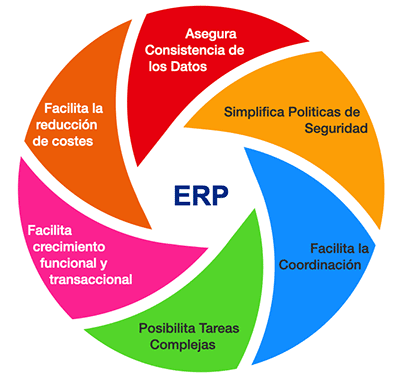 Asegura
Consistencia de
los Datos
Simplifica Politicas de
Seguridad
Facilita la
Coordinación
Posibilita Tareas
Complejas
Facilita
crecimiento
funcional y
transaccional
Facilita la
reducción
de costes
ERP